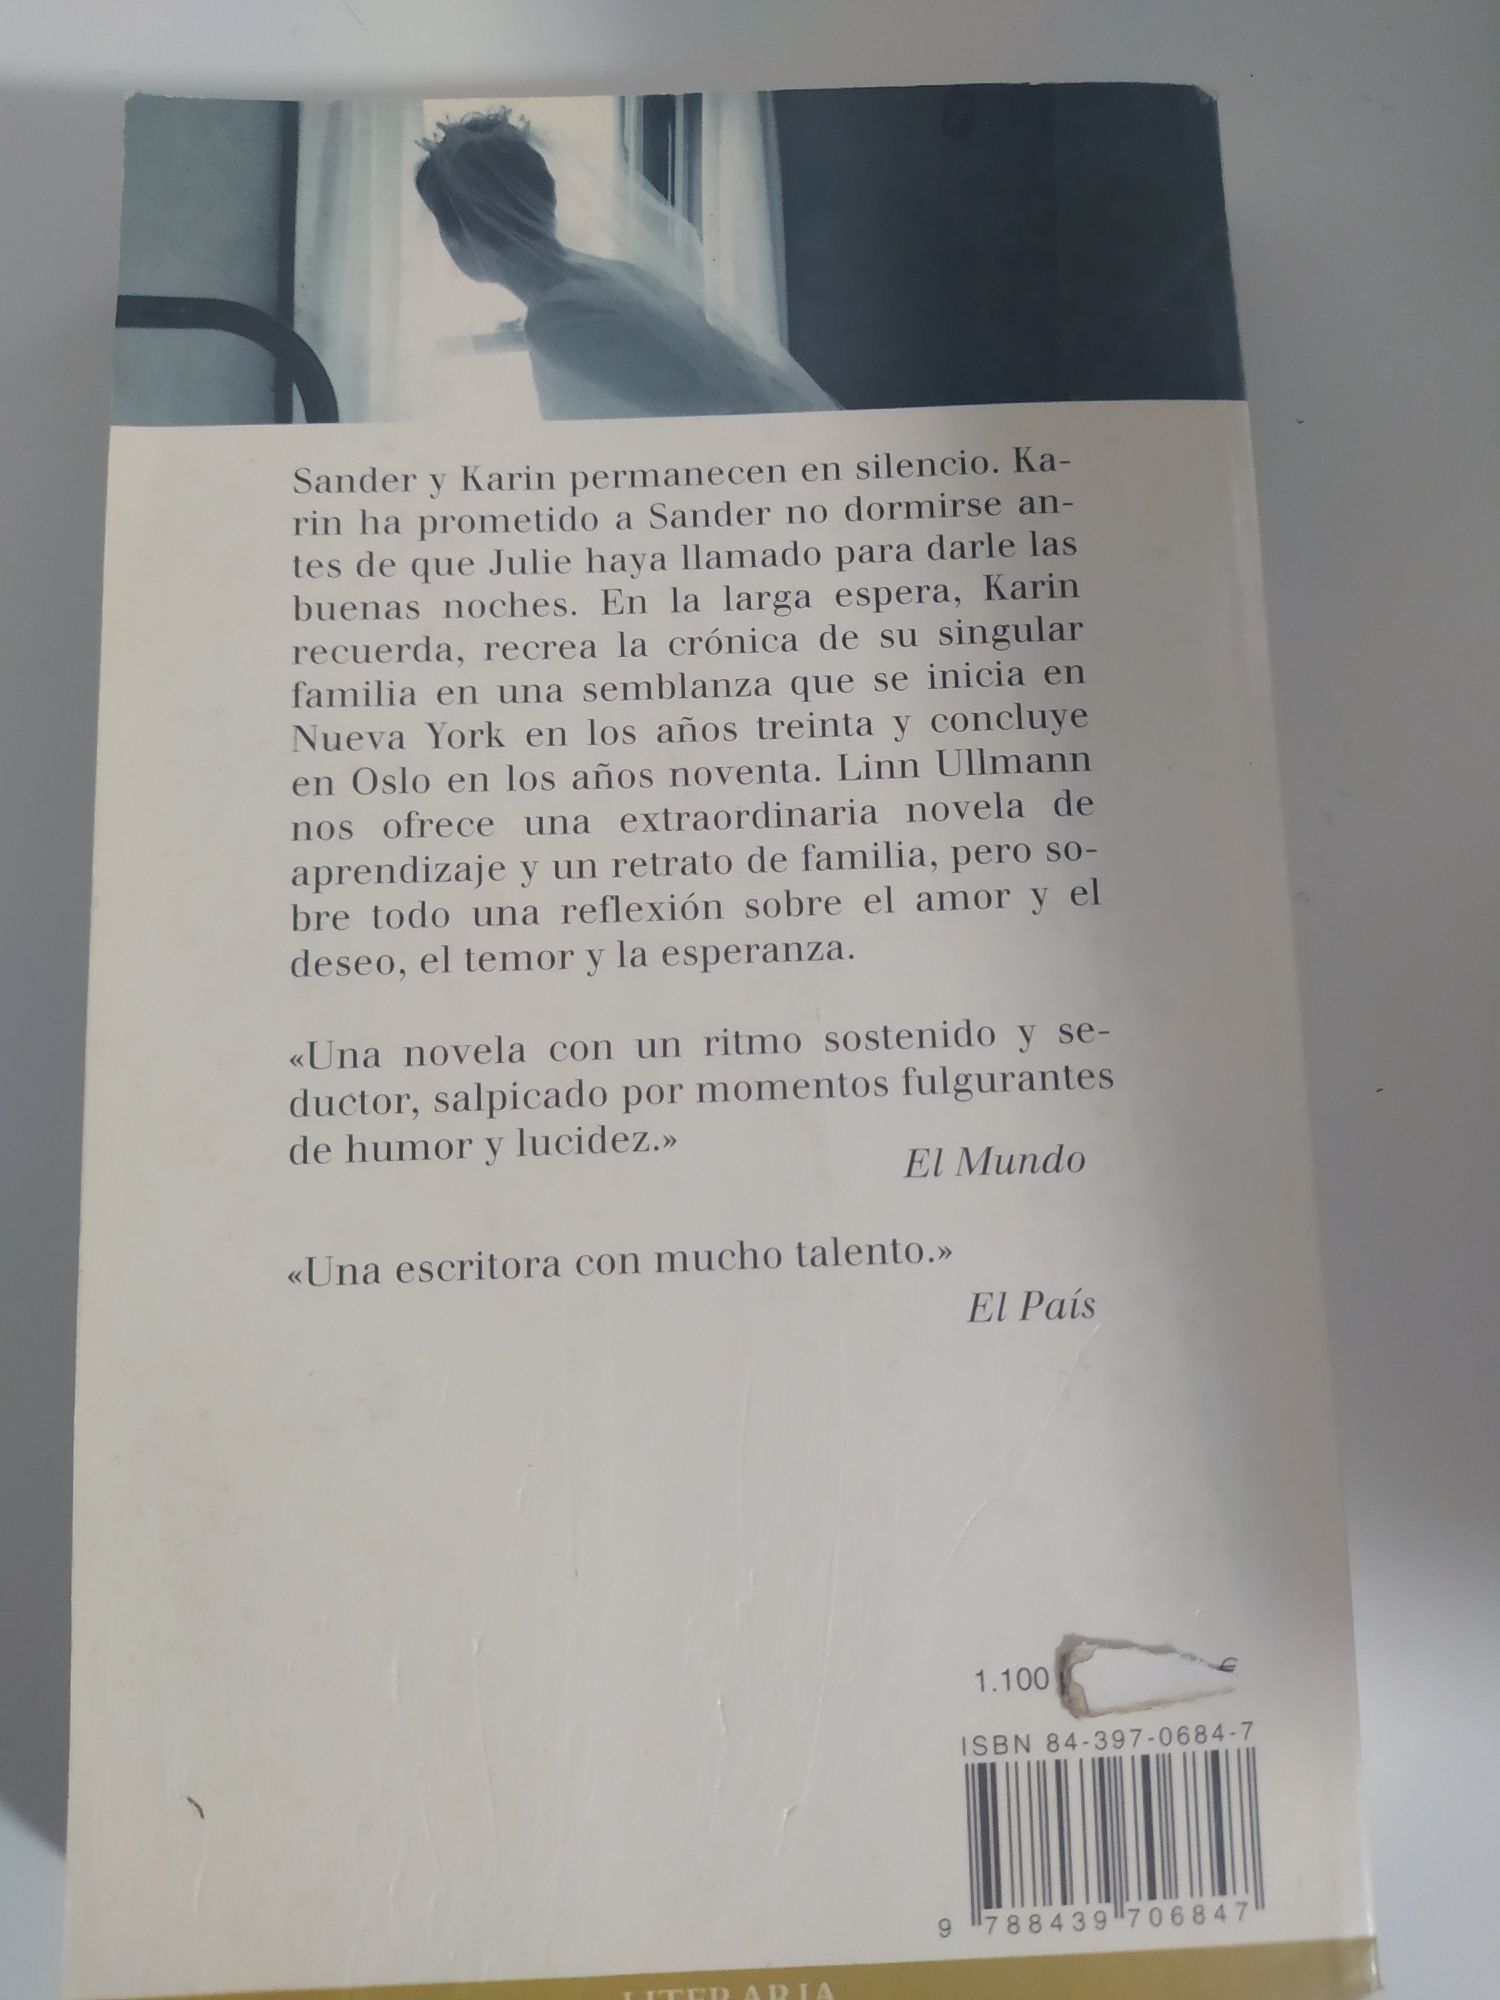 Sander y Karin permanecen en silencio. Ka-
rin ha prometido a Sander no dormirse an-
tes de que Julie haya llamado para darle las
buenas noches. En la larga espera, Karin
recuerda, recrea la crónica de su singular
familia en una semblanza que se inicia en
Nueva York en los años treinta y concluye
en Oslo en los años noventa. Linn Ullmann
nos ofrece una extraordinaria novela de
aprendizaje y un retrato de familia, pero so-
bre todo una reflexión sobre el amor y el
deseo, el temor y la esperanza.
«Una novela con un ritmo sostenido y se-
ductor, salpicado por momentos fulgurantes
de humor y lucidez.»
El Mundo
«Una escritora con mucho talento.»
El País
1.100
ISBN 84-397-0684-7
9 788439 706847
LITERARIA